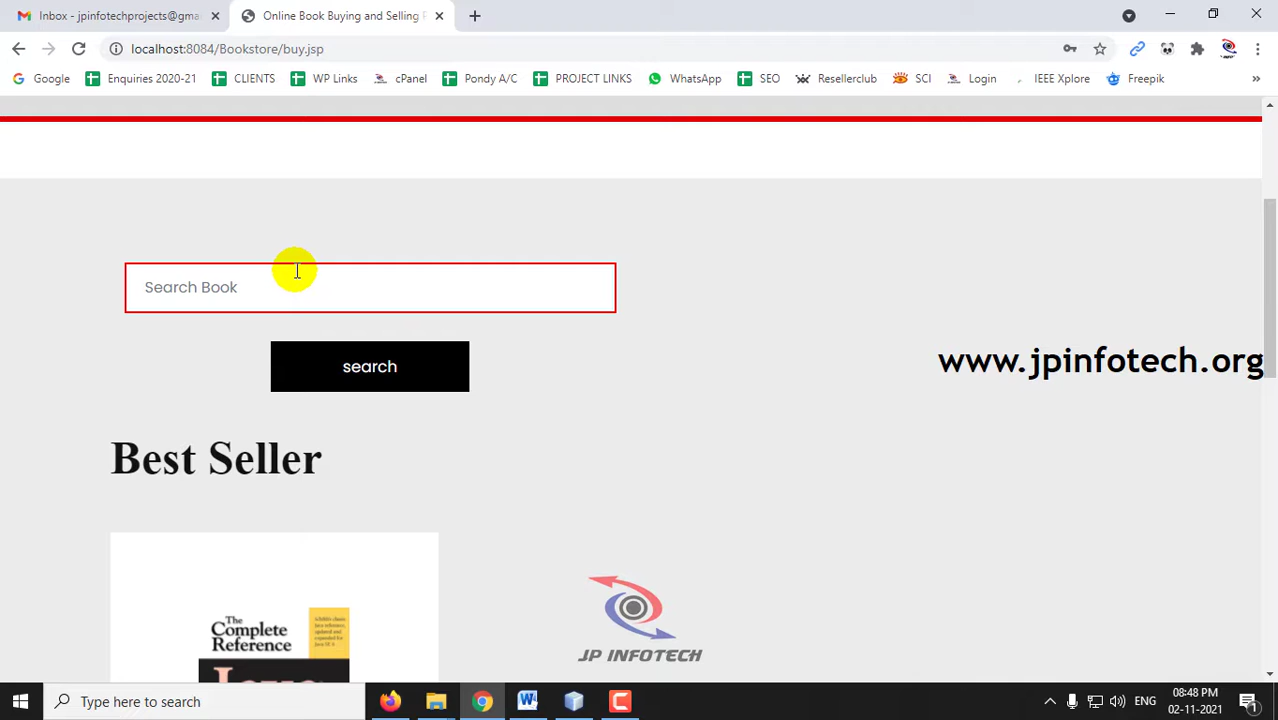 Inbox - jpinfotechprojects@gma
Online Book Buying and Selling
localhost:8084/Bookstore/buy.jsp
Google
Enquiries 2020-21
CLIENTS
WP Links
cPanel
Pondy A/C
PROJECT LINKS
WhatsApp
SEO
Resellerclub
SCI
Login
IEEE Xplore
Freepik
Search Book
search
www.jpinfotech.org
Best Seller
The
Complete
Reference
JP INFOTECH
Type here to search
ENG
08:48 PM
02-11-2021
1